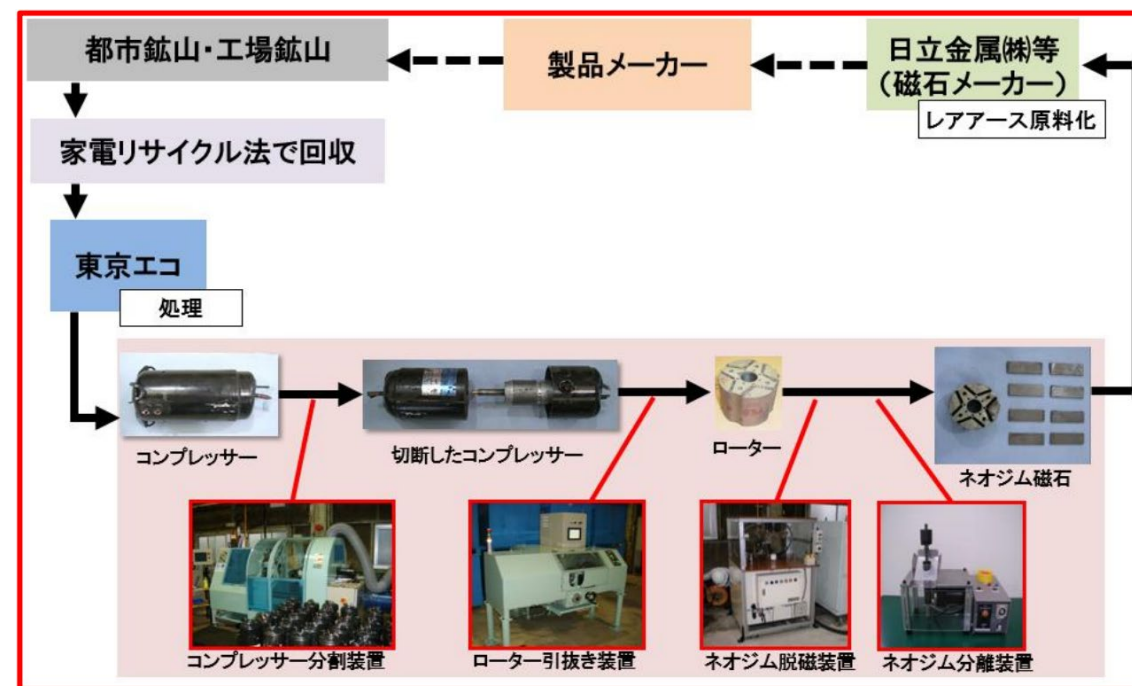 都市鉱山・工場鉱山
製品メーカー
日立金属㈱等
（磁石メーカー）
レアアース原料化
家電リサイクル法で回収
東京エコ
処理
コンプレッサー
切断したコンプレッサー
ローター
ネオジム磁石
コンプレッサー分割装置
ローター引抜き装置
ネオジム脱磁装置
ネオジム分離装置